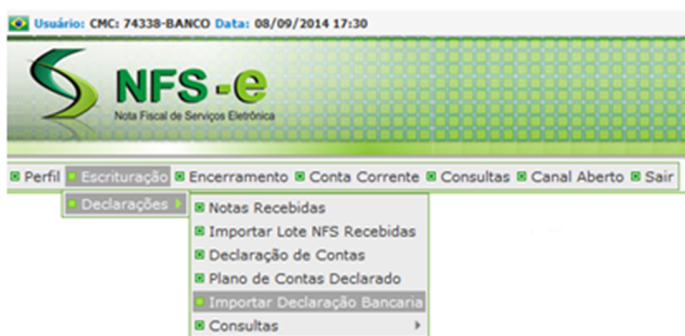 Usuário: CMC: 74338-BANCO Data: 08/09/2014 17:30
NFS-e
Nota Fiscal de Serviços Eletrônica
Perfil Escrituração Encerramento Conta Corrente Consultas Canal Aberto Sair
Declarações
Notas Recebidas
Importar Lote NFS Recebidas
Declaração de Contas
Plano de Contas Declarado
Importar Declaração Bancaria
Consultas